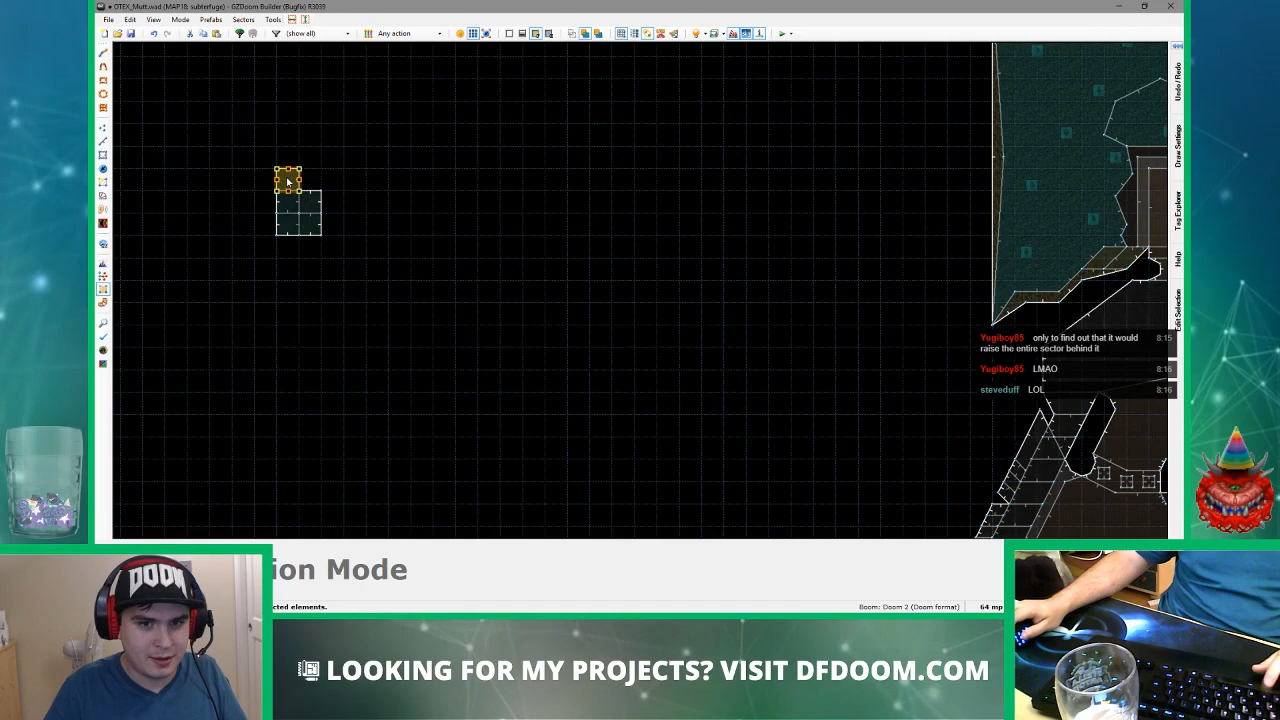 OTEX_Mutt.wad (MAP18: subterfuge) - GZDoom Builder (Bugfix) R3039
File Edit View Mode Prefabs Sectors Tools
(show all) Any action
Undo / Redo
Draw Settings
Tag Explorer
Help
Edit Selection
Yugiboy85 only to find out that it would 8:15
raise the entire sector behind it
Yugiboy85 LMAO 8:16
steveduff LOL 8:16
ion Mode
cted elements. Boom: Doom 2 (Doom format) 64 mp
DOOM
LOOKING FOR MY PROJECTS? VISIT DFDOOM.COM